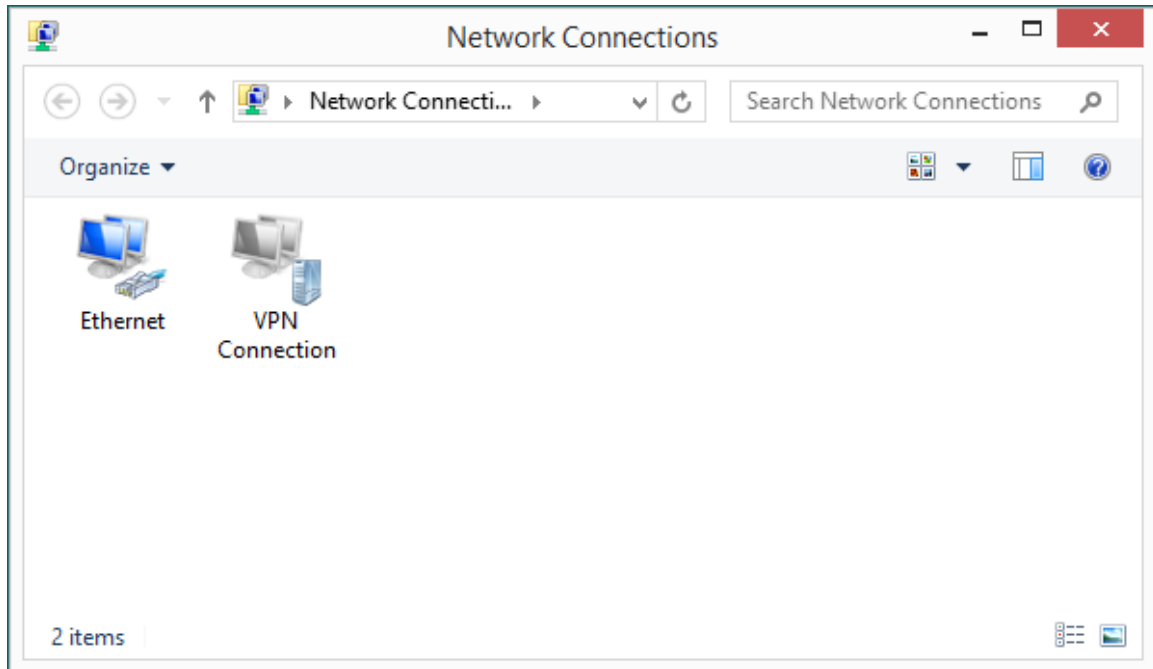 Network Connections
Network Connecti...
Search Network Connections
Organize
Ethernet
VPN
Connection
2 items